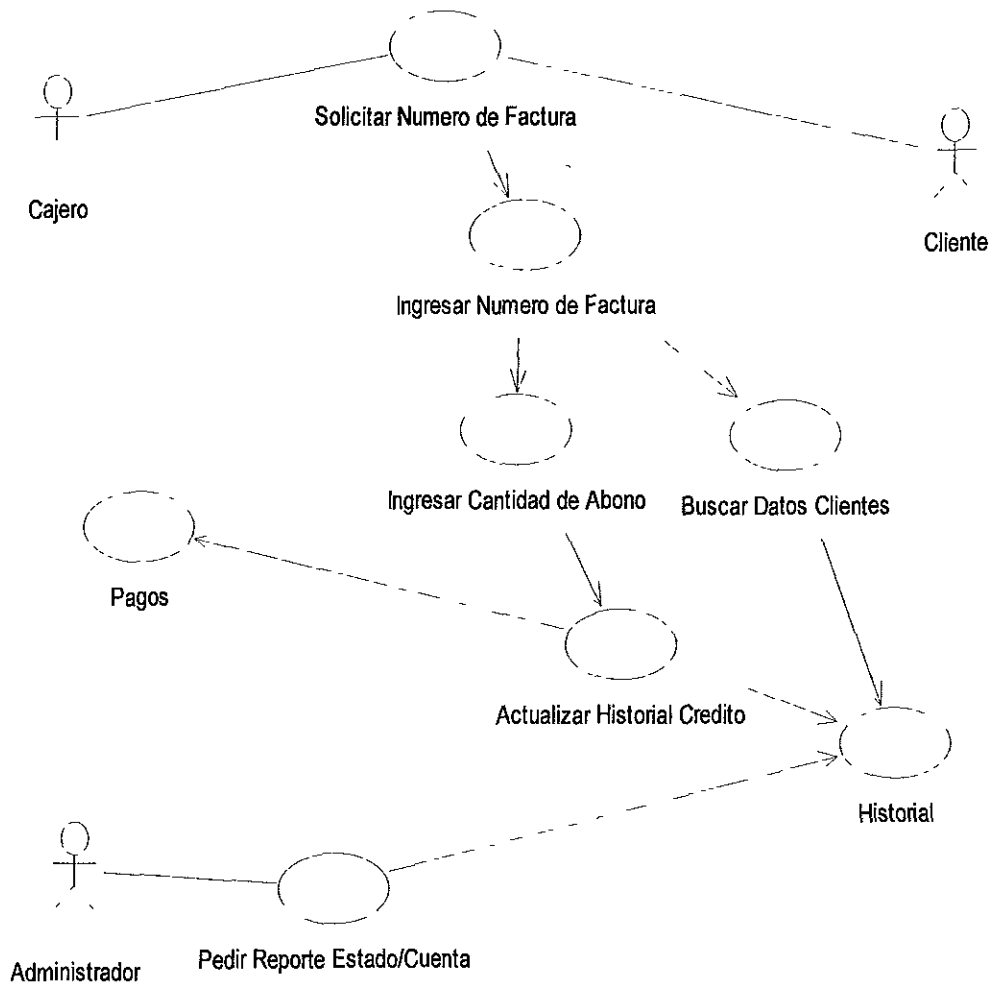 Solicitar Numero de Factura
Cajero
Cliente
Ingresar Numero de Factura
Ingresar Cantidad de Abono
Buscar Datos Clientes
Pagos
Actualizar Historial Credito
Historial
Administrador
Pedir Reporte Estado/Cuenta